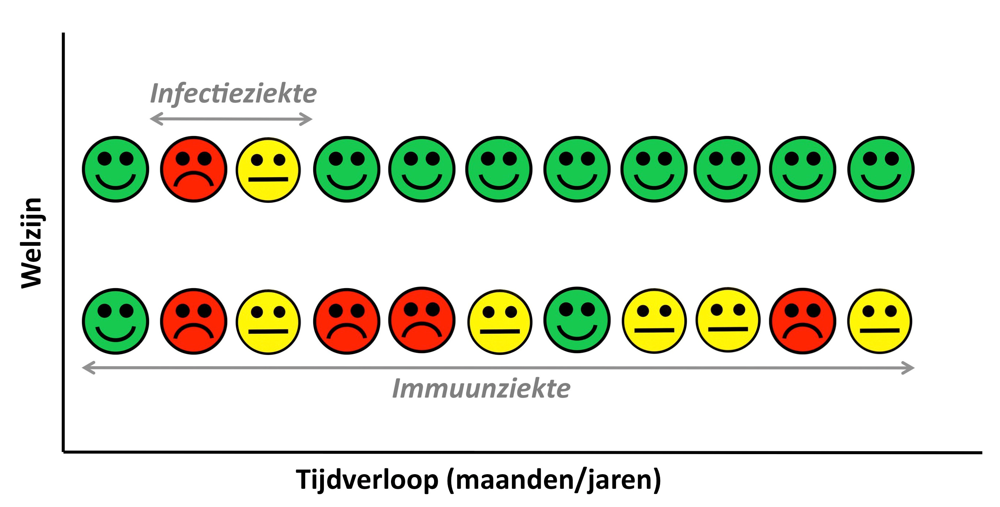 Infectieziekte
Welzijn
Immuunziekte
Tijdverloop (maanden/jaren)